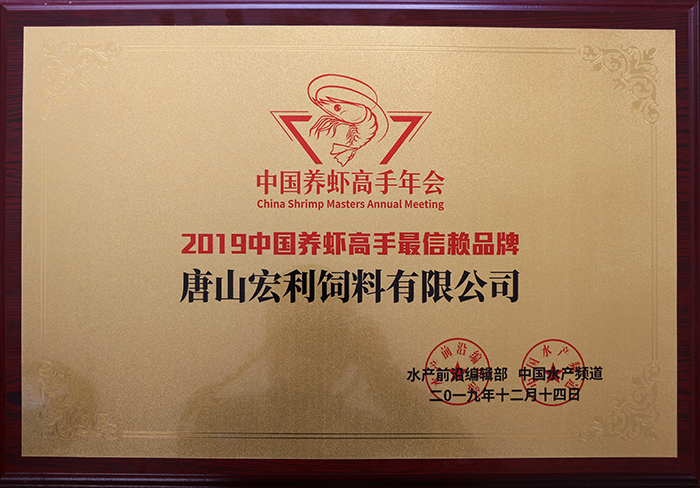 中国养虾高手年会
China Shrimp Masters Annual Meeting
2019中国养虾高手最信赖品牌
唐山宏利饲料有限公司
水产前沿编辑部 中国水产频道
二〇一九年十二月十四日